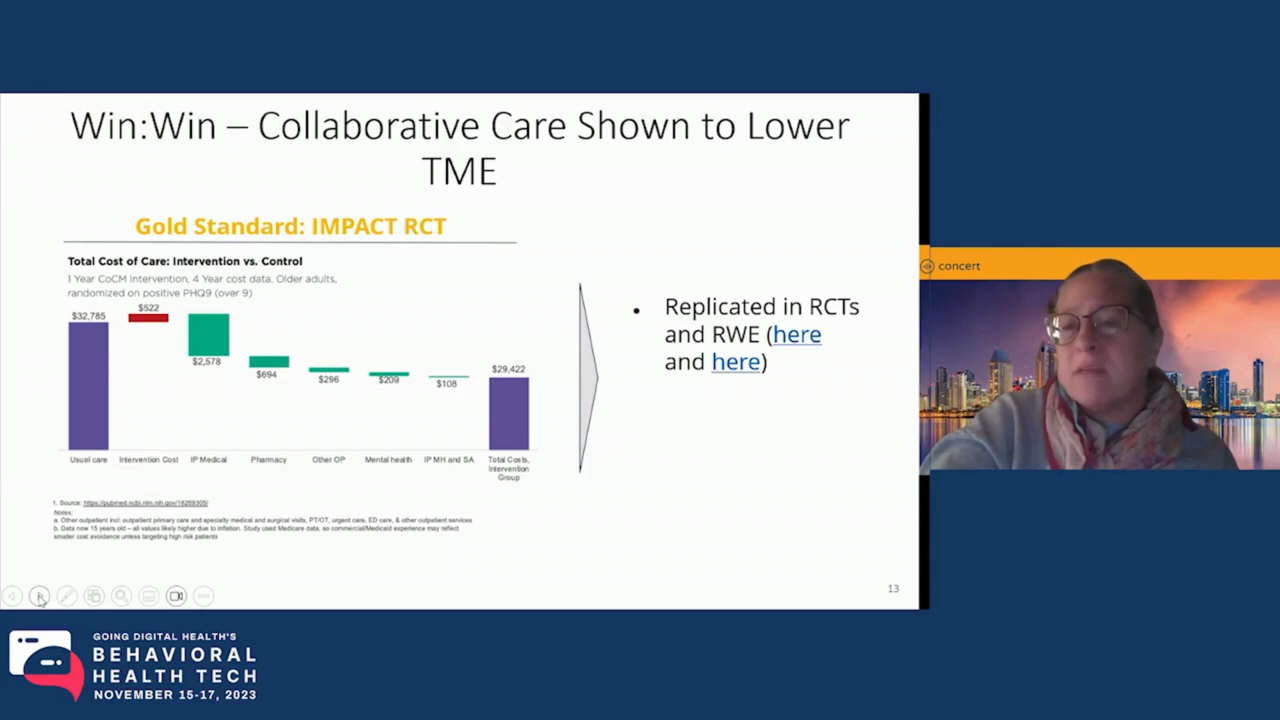 Win:Win – Collaborative Care Shown to Lower
TME
Gold Standard: IMPACT RCT
Total Cost of Care: Intervention vs. Control
1 Year CoCM Intervention, 4 Year cost data. Older adults,
randomized on positive PHQ9 (over 9)
$32,785
$522
$2,578
$694
$296
$209
$108
$29,422
Usual care
Intervention Cost
IP Medical
Pharmacy
Other OP
Mental health
IP MH and SA
Total Costs,
Intervention
Group
• Replicated in RCTs
and RWE (here
and here)
1. Source: https://pubmed.ncbi.nlm.nih.gov/18269305/
Notes:
a. Other outpatient incl: outpatient primary care and specialty medical and surgical visits, PT/OT, urgent care, ED care, & other outpatient services
b. Data now 15 years old – all values likely higher due to inflation. Study used Medicare data, so commercial/Medicaid experience may reflect
smaller cost avoidance unless targeting high risk patients
13
concert
GOING DIGITAL HEALTH'S
BEHAVIORAL
HEALTH TECH
NOVEMBER 15-17, 2023